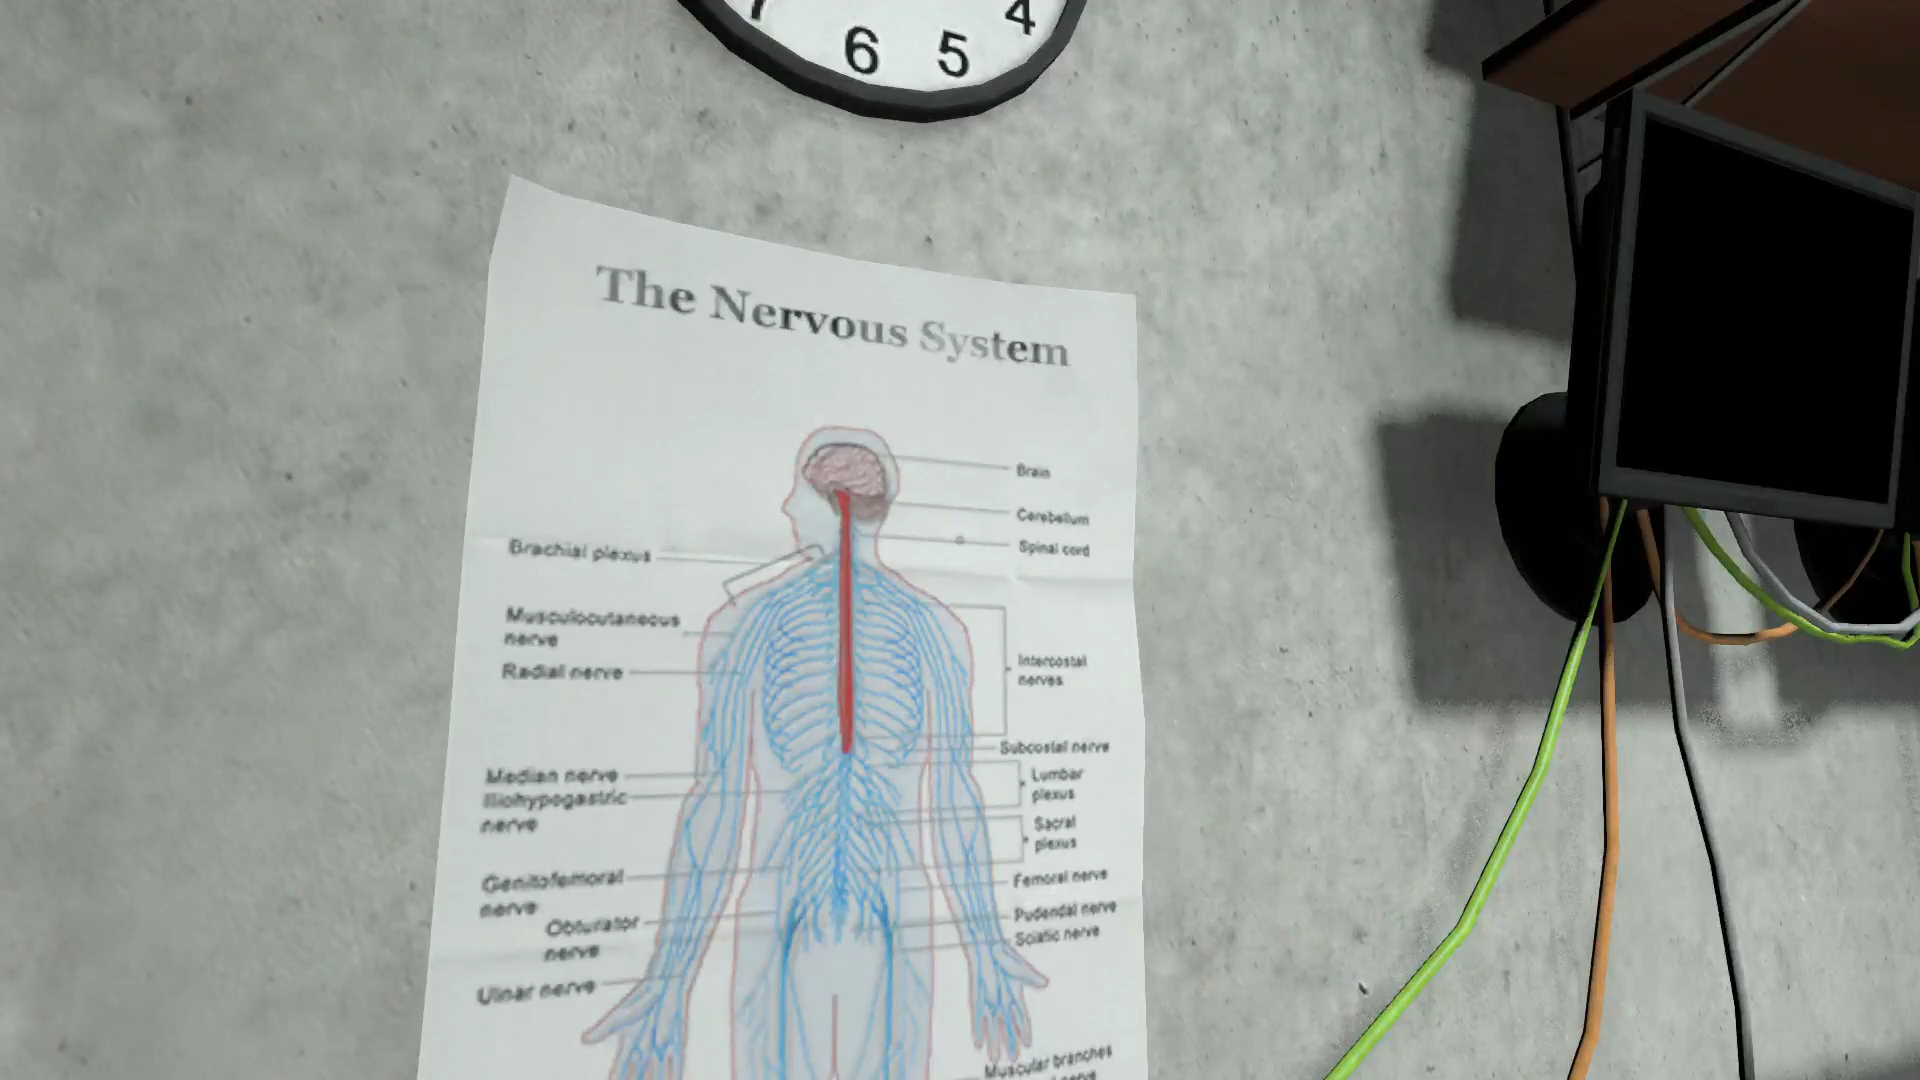 7 6 5 4
The Nervous System
Brain
Cerebellum
Spinal cord
Brachial plexus
Musculocutaneous
nerve
Radial nerve
Intercostal
nerves
Subcostal nerve
Median nerve
Iliohypogastric
nerve
Lumbar
plexus
Sacral
plexus
Genitofemoral
nerve
Femoral nerve
Obturator
nerve
Pudendal nerve
Sciatic nerve
Ulnar nerve
Muscular branches
nerve